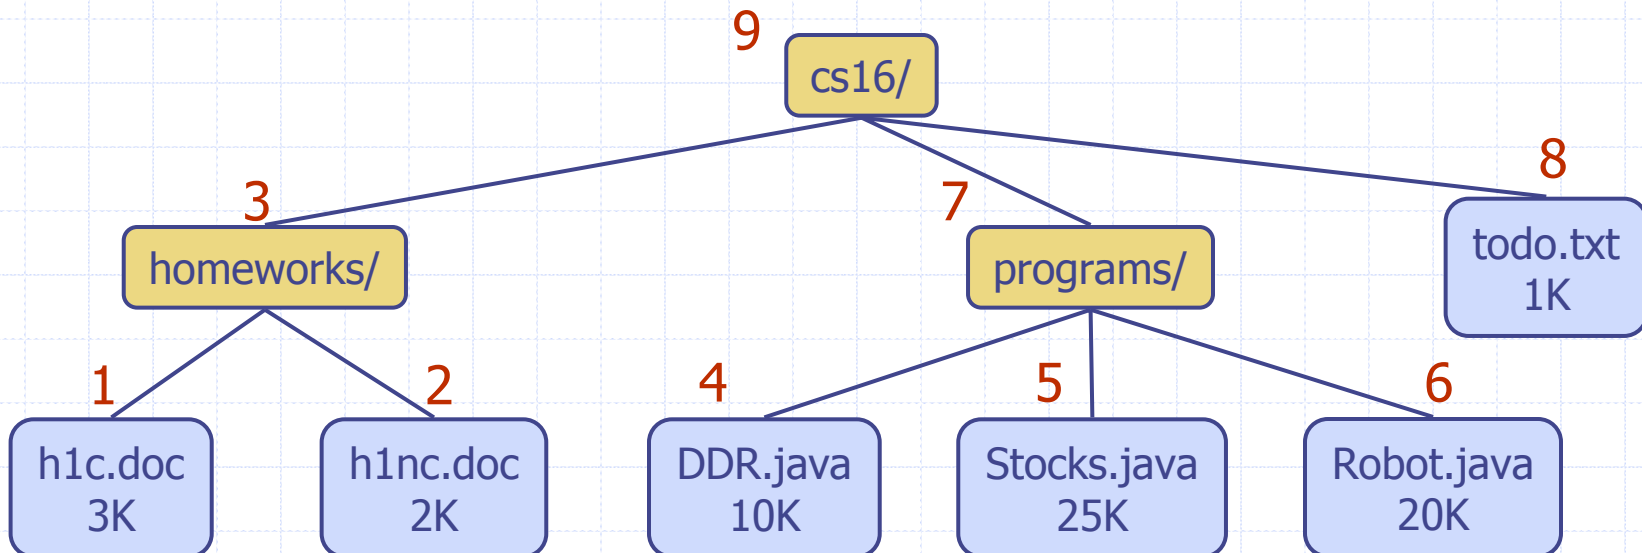 9
cs16/
3
homeworks/
7
programs/
8
todo.txt
1K
1
h1c.doc
3K
2
h1nc.doc
2K
4
DDR.java
10K
5
Stocks.java
25K
6
Robot.java
20K